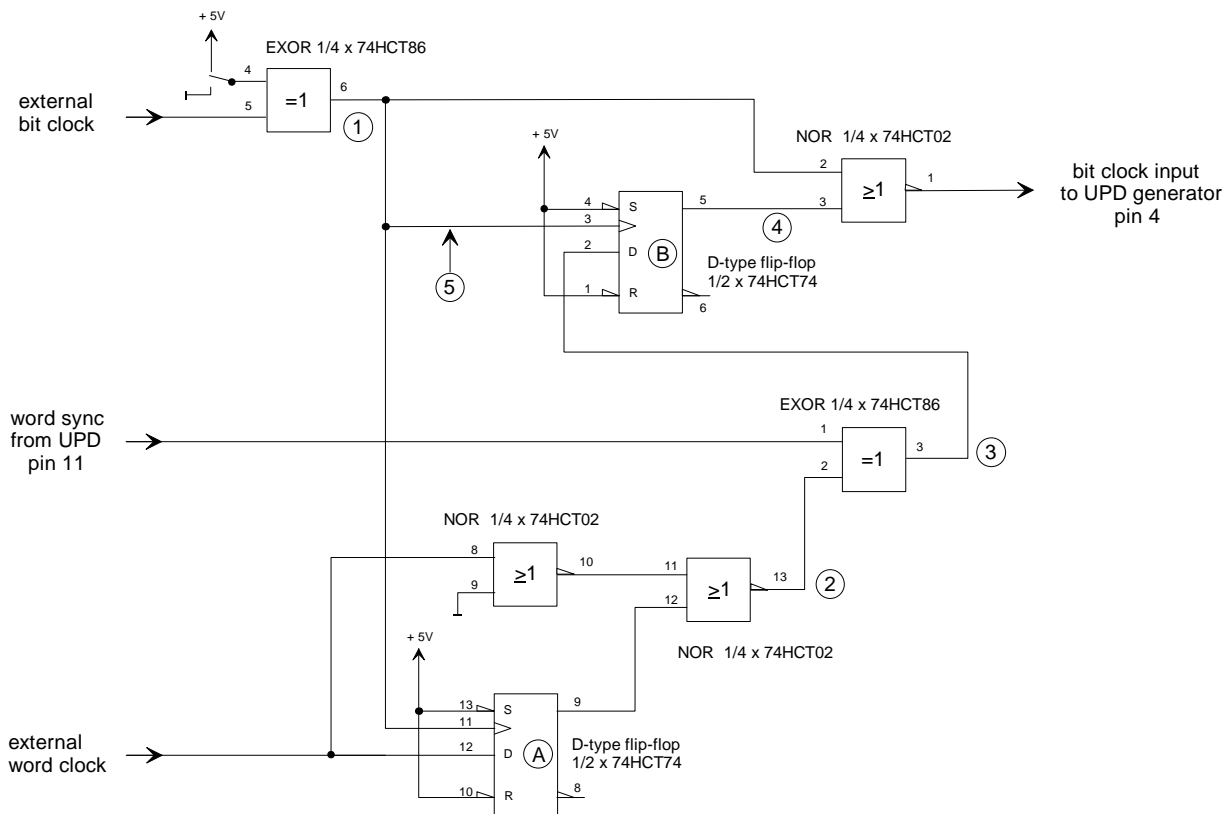 + 5V
EXOR 1/4 x 74HCT86
4
=1
6
5
external
bit clock
1
+ 5V
NOR 1/4 x 74HCT02
2
≥1
1
3
bit clock input
to UPD generator
pin 4
4
S
5
3
2
D
B
1
R
6
4
D-type flip-flop
1/2 x 74HCT74
5
word sync
from UPD
pin 11
EXOR 1/4 x 74HCT86
1
=1
3
2
3
NOR 1/4 x 74HCT02
8
≥1
10
9
11
≥1
13
12
2
NOR 1/4 x 74HCT02
+ 5V
13
S
9
11
12
D
A
10
R
8
D-type flip-flop
1/2 x 74HCT74
external
word clock